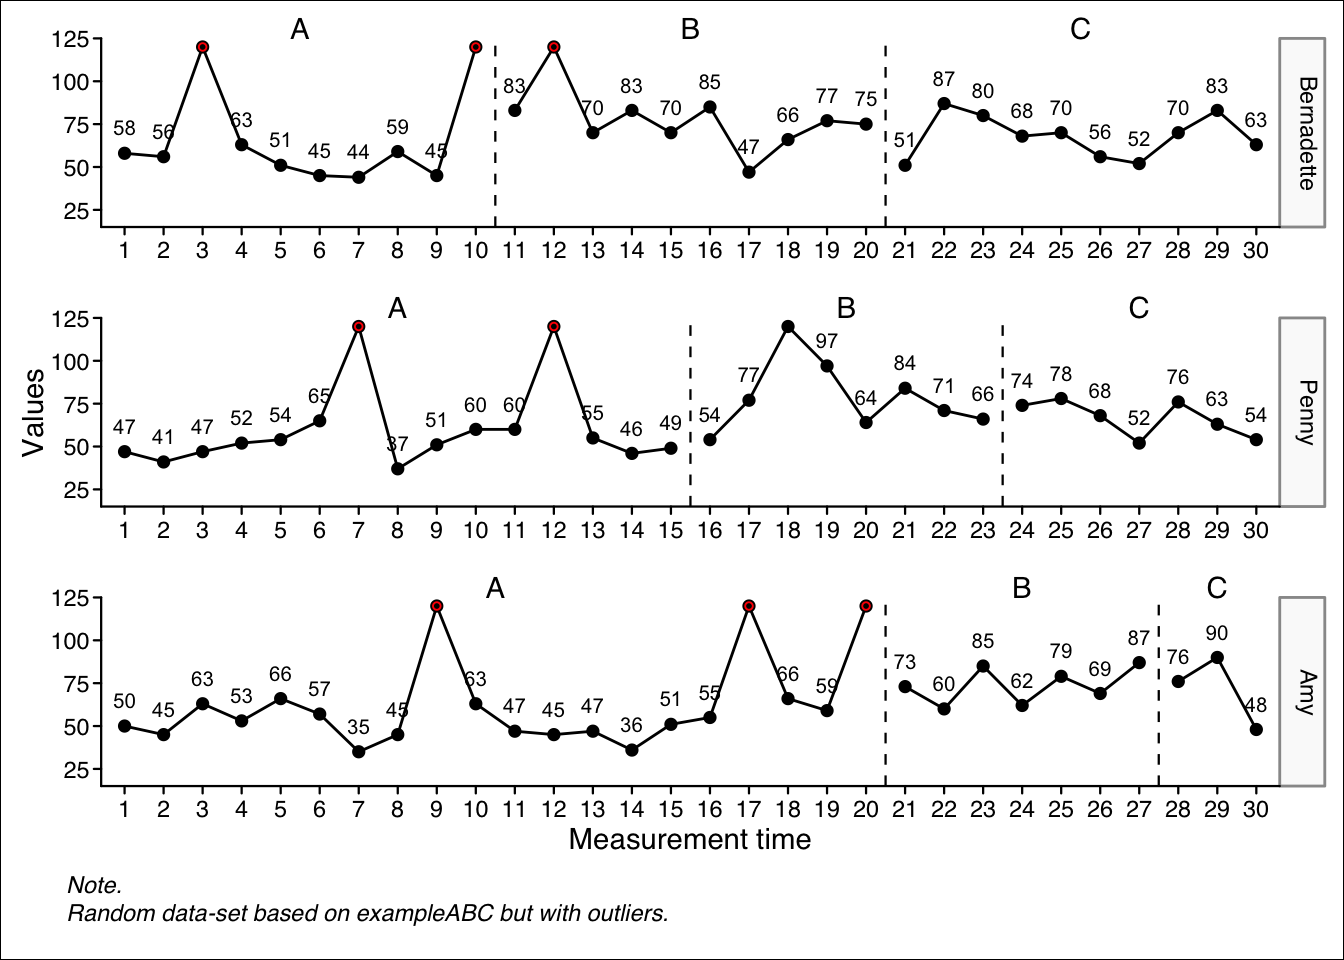 A B C
125
100
75
50
25
58 56 63 51 45 44 59 45 83 70 83 70 85 47 66 77 75 51 87 80 68 70 56 52 70 83 63
Bernadette
1 2 3 4 5 6 7 8 9 10 11 12 13 14 15 16 17 18 19 20 21 22 23 24 25 26 27 28 29 30
A B C
125
100
75
50
25
47 41 47 52 54 65 37 51 60 60 55 46 49 54 77 97 64 84 71 66 74 78 68 52 76 63 54
Penny
Values
1 2 3 4 5 6 7 8 9 10 11 12 13 14 15 16 17 18 19 20 21 22 23 24 25 26 27 28 29 30
A B C
125
100
75
50
25
50 45 63 53 66 57 35 45 63 47 45 47 36 51 55 66 59 73 60 85 62 79 69 87 76 90 48
Amy
1 2 3 4 5 6 7 8 9 10 11 12 13 14 15 16 17 18 19 20 21 22 23 24 25 26 27 28 29 30
Measurement time
Note.
Random data-set based on exampleABC but with outliers.